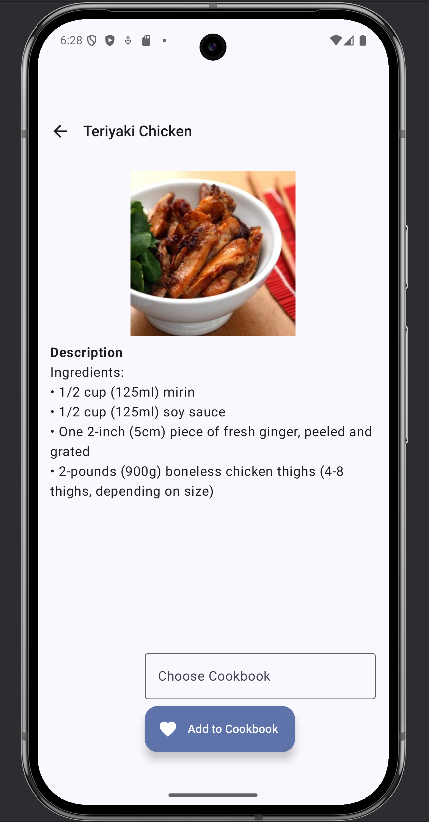 6:28
Teriyaki Chicken
Description
Ingredients:
• 1/2 cup (125ml) mirin
• 1/2 cup (125ml) soy sauce
• One 2-inch (5cm) piece of fresh ginger, peeled and
grated
• 2-pounds (900g) boneless chicken thighs (4-8
thighs, depending on size)
Choose Cookbook
Add to Cookbook